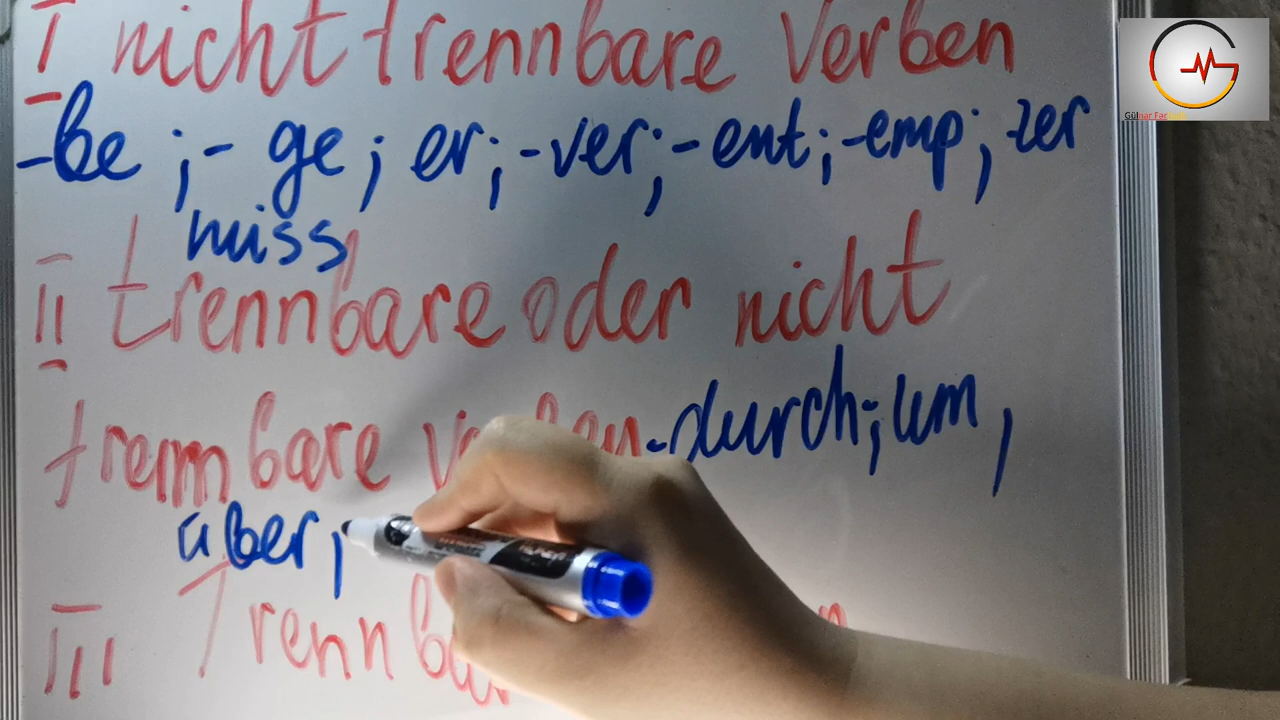 I nicht trennbare Verben
-be ; - ge ; er ; -ver ; - ent ; -emp ; zer
miss
II trennbare oder nicht
trennbare -durch ; um ,
über ,
III
Gülnar